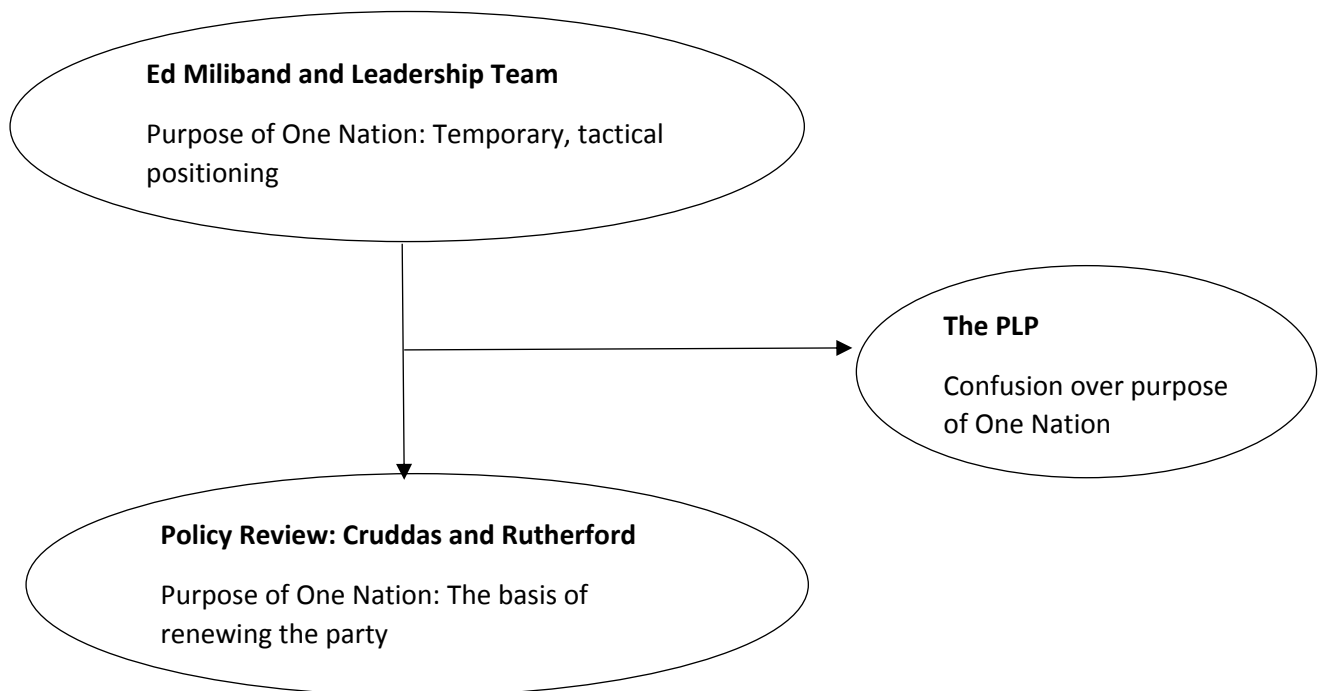 Ed Miliband and Leadership Team
Purpose of One Nation: Temporary, tactical
positioning
The PLP
Confusion over purpose
of One Nation
Policy Review: Cruddas and Rutherford
Purpose of One Nation: The basis of
renewing the party